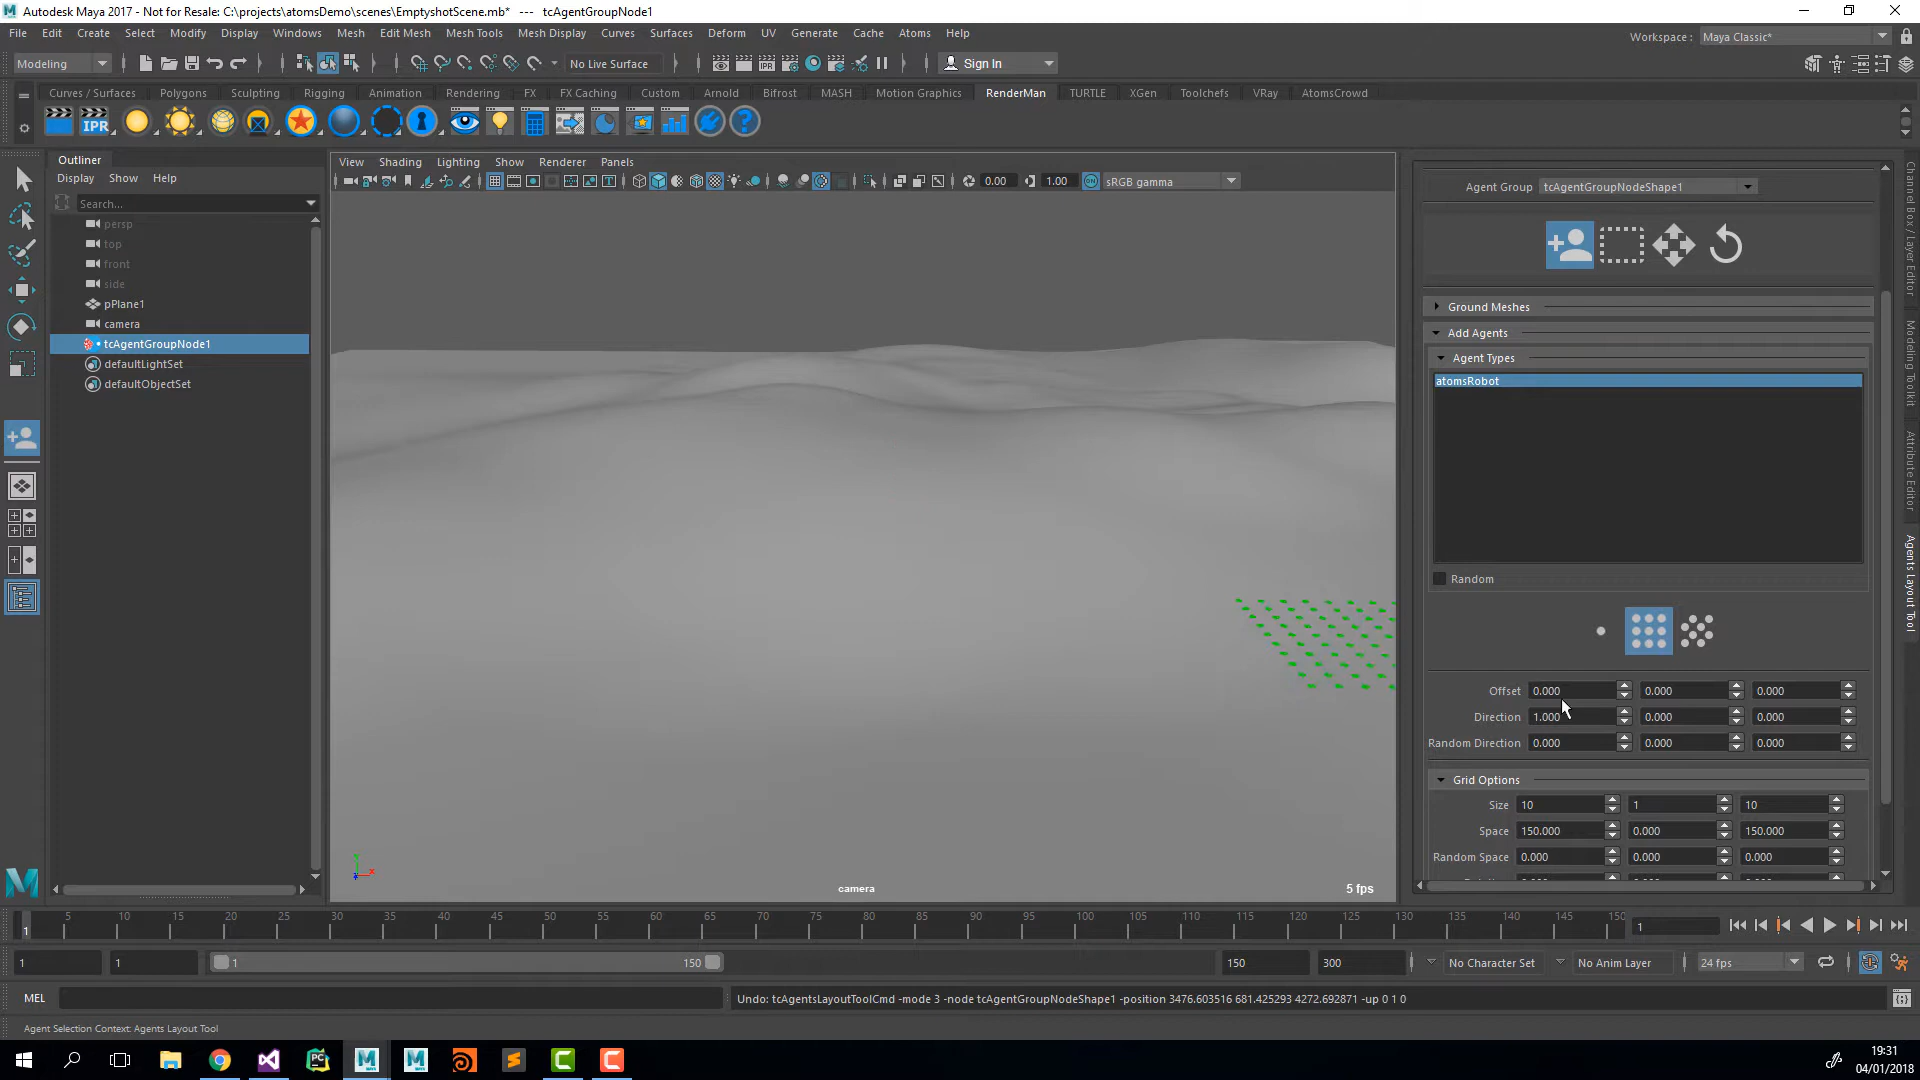 Autodesk Maya 2017 - Not for Resale: C:\projects\atomsDemo\scenes\EmptyshotScene.mb* --- tcAgentGroupNode1
File Edit Create Select Modify Display Windows Mesh Edit Mesh Mesh Tools Mesh Display Curves Surfaces Deform UV Generate Cache Atoms Help
Workspace : Maya Classic*
Modeling No Live Surface Sign In
Curves / Surfaces Polygons Sculpting Rigging Animation Rendering FX FX Caching Custom Arnold Bifrost MASH Motion Graphics RenderMan TURTLE XGen Toolchefs VRay AtomsCrowd
IPR
Outliner
Display Show Help
Search...
persp
top
front
side
pPlane1
camera
tcAgentGroupNode1
defaultLightSet
defaultObjectSet
View Shading Lighting Show Renderer Panels
0.00 1.00 ON sRGB gamma
camera
5 fps
Agent Group tcAgentGroupNodeShape1
Ground Meshes
Add Agents
Agent Types
atomsRobot
Random
Offset 0.000 0.000 0.000
Direction 1.000 0.000 0.000
Random Direction 0.000 0.000 0.000
Grid Options
Size 10 1 10
Space 150.000 0.000 150.000
Random Space 0.000 0.000 0.000
Channel Box / Layer Editor
Modeling Toolkit
Attribute Editor
Agents Layout Tool
5 10 15 20 25 30 35 40 45 50 55 60 65 70 75 80 85 90 95 100 105 110 115 120 125 130 135 140 145 150
1 1
1 1 1 150 150 300 No Character Set No Anim Layer 24 fps
MEL Undo: tcAgentsLayoutToolCmd -mode 3 -node tcAgentGroupNodeShape1 -position 3476.603516 681.425293 4272.692871 -up 0 1 0
Agent Selection Context: Agents Layout Tool
19:31
04/01/2018